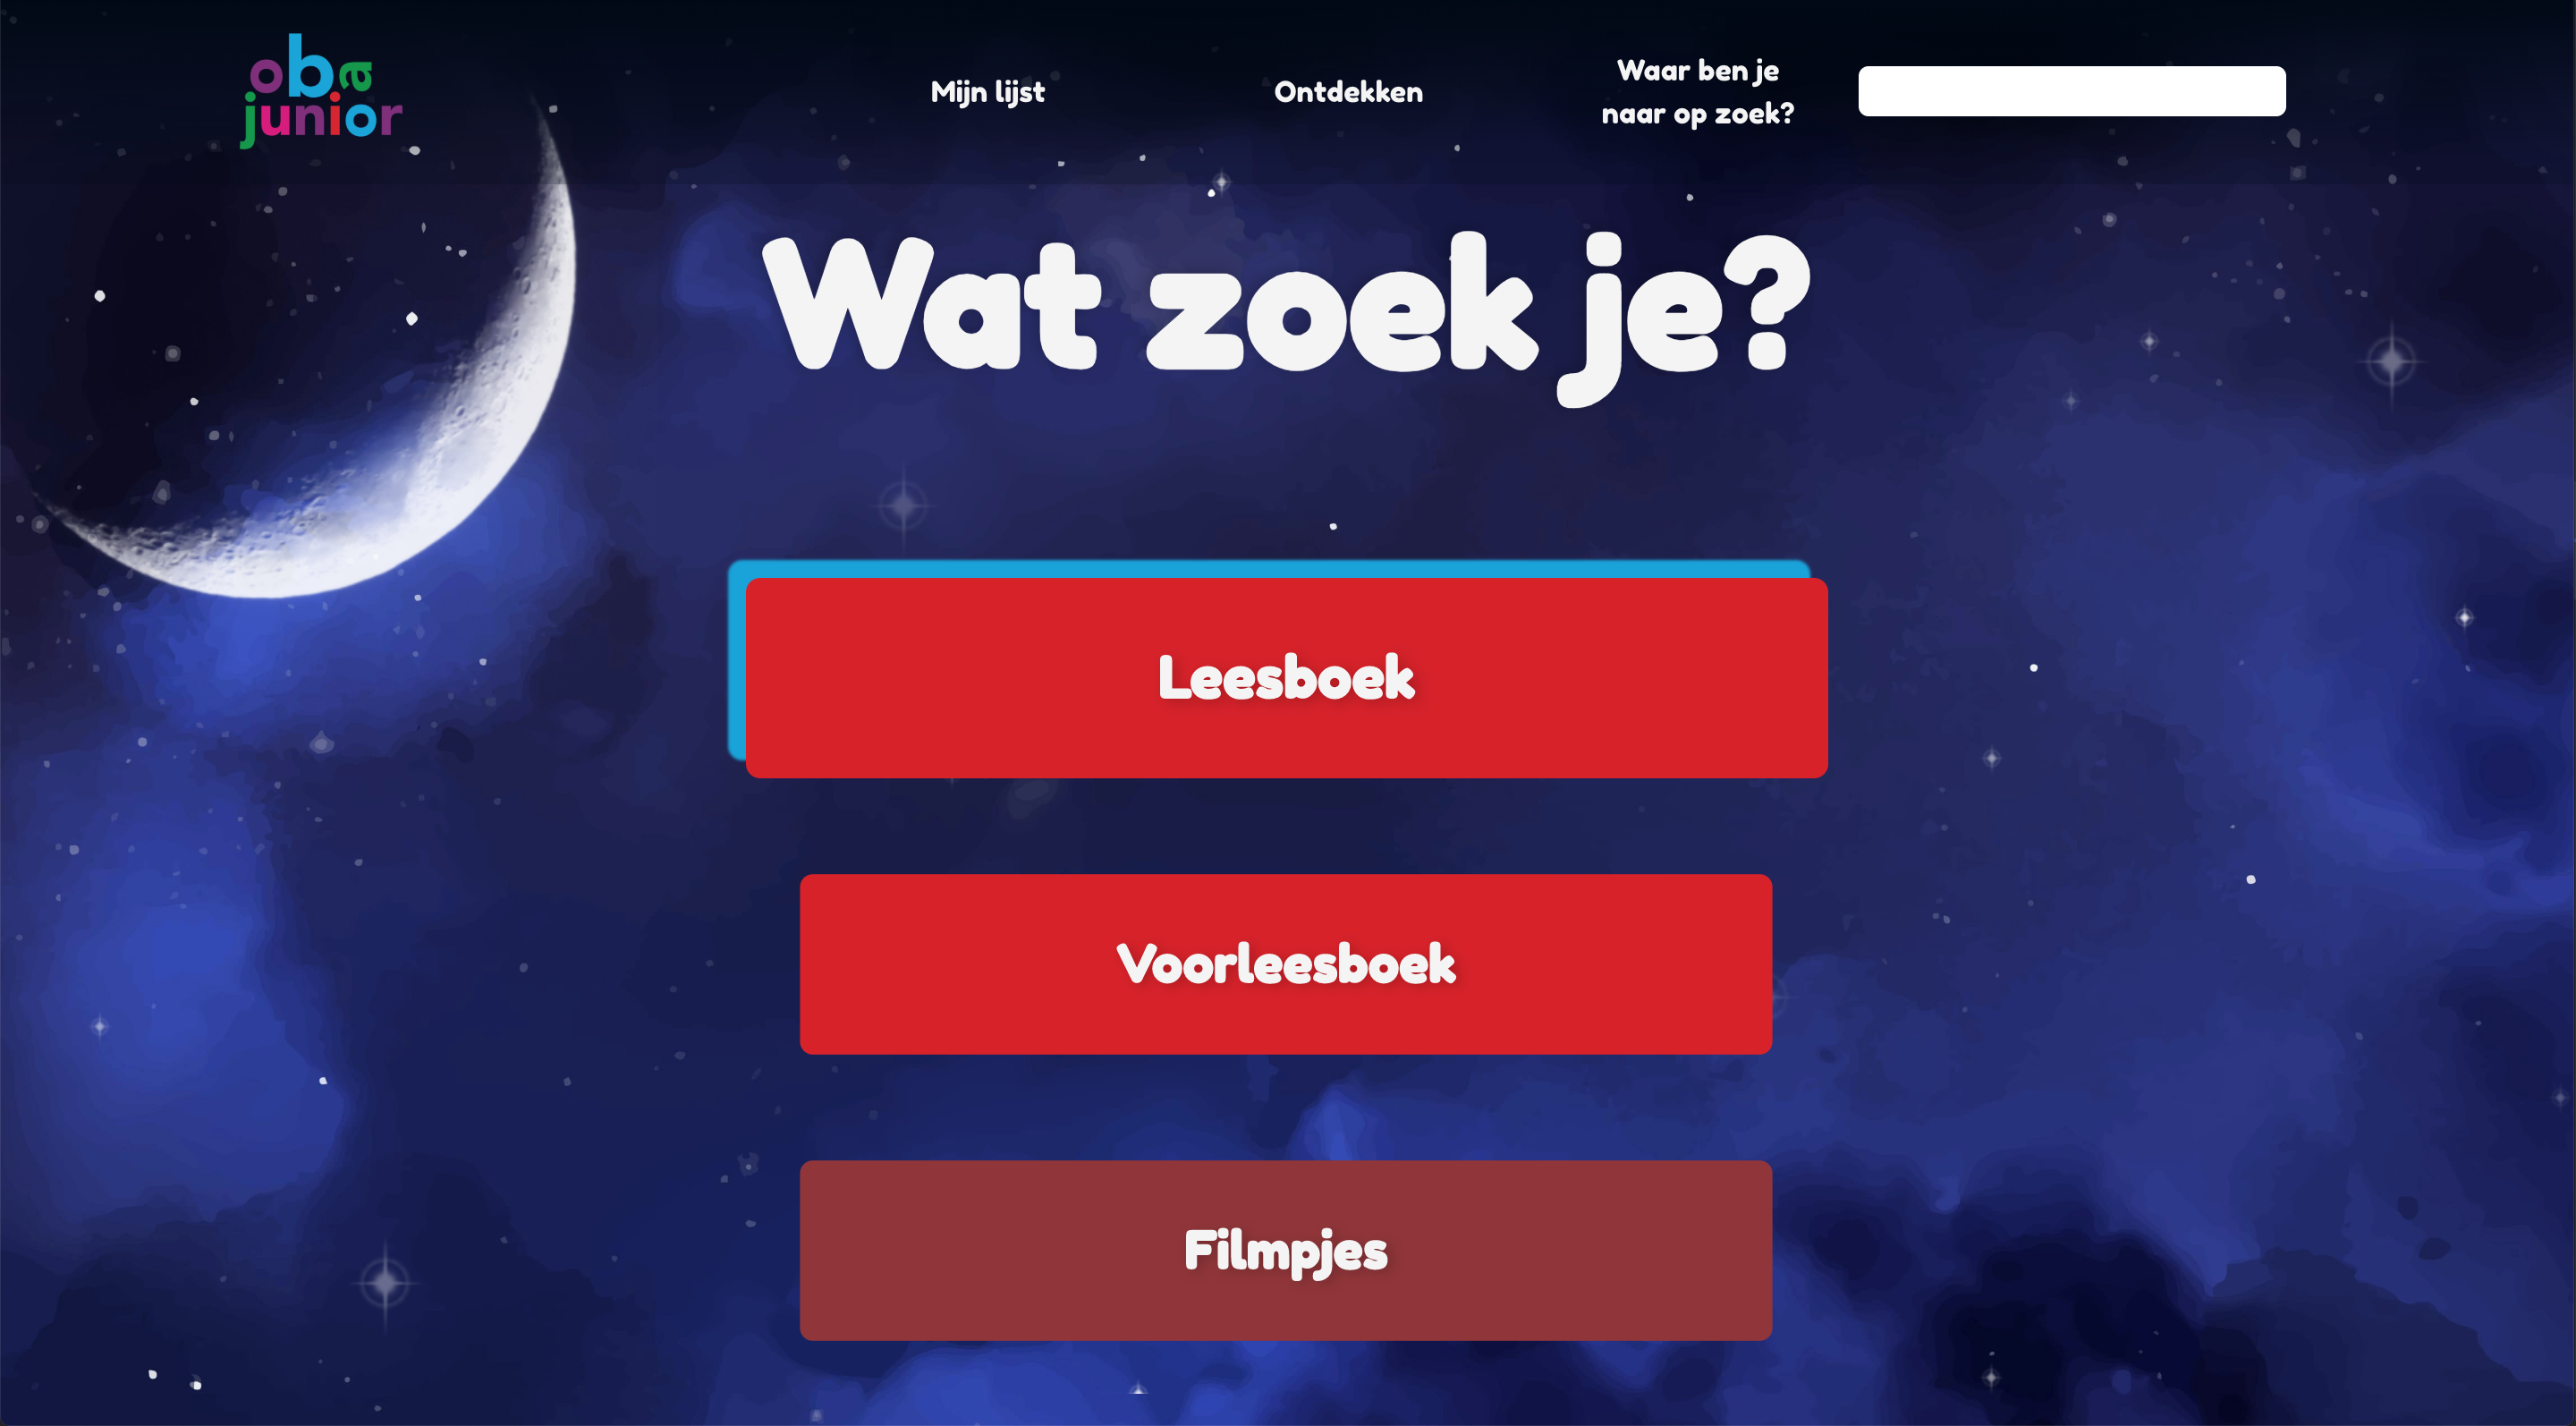 oba
junior
Mijn lijst
Ontdekken
Waar ben je
naar op zoek?
Wat zoek je?
Leesboek
Voorleesboek
Filmpjes